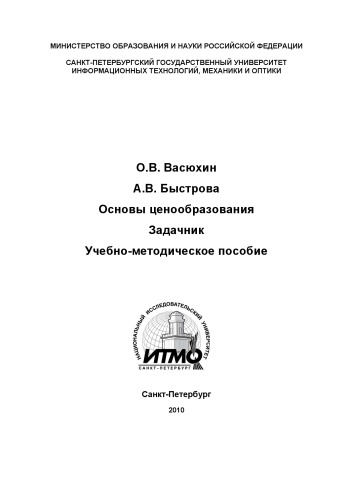 МИНИСТЕРСТВО ОБРАЗОВАНИЯ И НАУКИ РОССИЙСКОЙ ФЕДЕРАЦИИ
САНКТ-ПЕТЕРБУРГСКИЙ ГОСУДАРСТВЕННЫЙ УНИВЕРСИТЕТ
ИНФОРМАЦИОННЫХ ТЕХНОЛОГИЙ, МЕХАНИКИ И ОПТИКИ
О.В. Васюхин
А.В. Быстрова
Основы ценообразования
Задачник
Учебно-методическое пособие
НАЦИОНАЛЬНЫЙ ИССЛЕДОВАТЕЛЬСКИЙ УНИВЕРСИТЕТ
ИТМО
САНКТ-ПЕТЕРБУРГ
Санкт-Петербург
2010